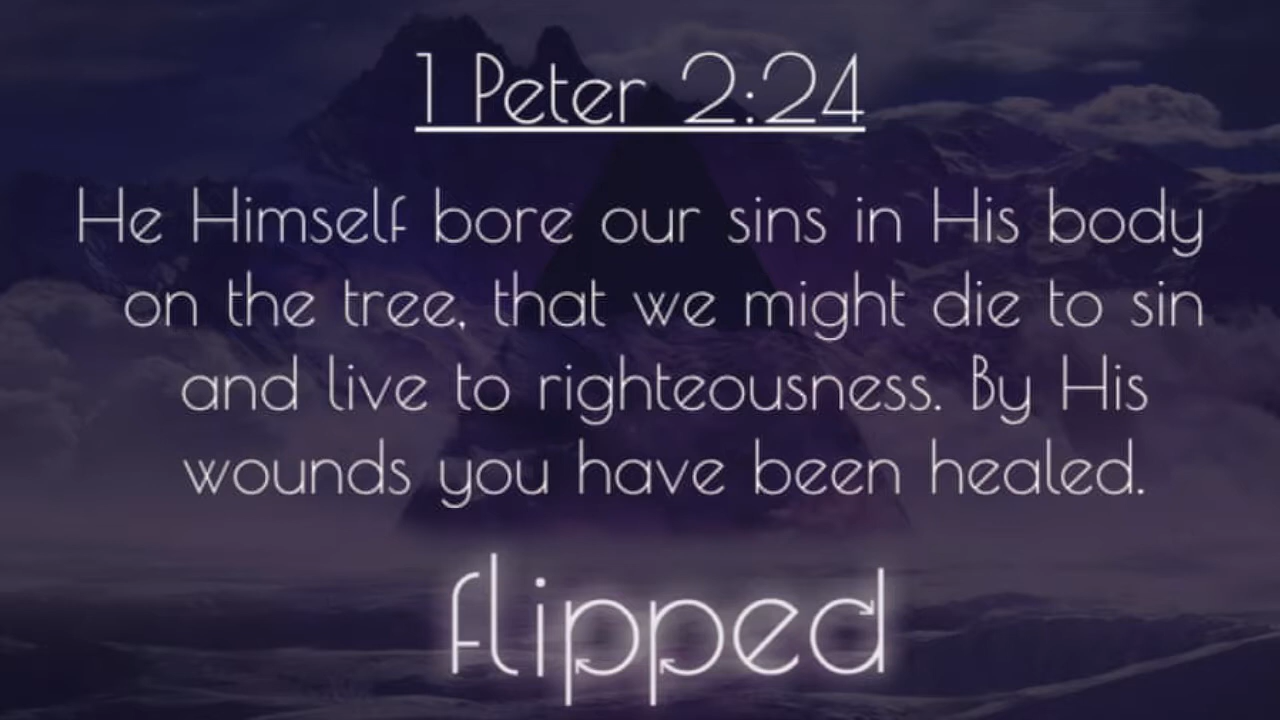 1 Peter 2:24
He Himself bore our sins in His body
on the tree, that we might die to sin
and live to righteousness. By His
wounds you have been healed.
flipped